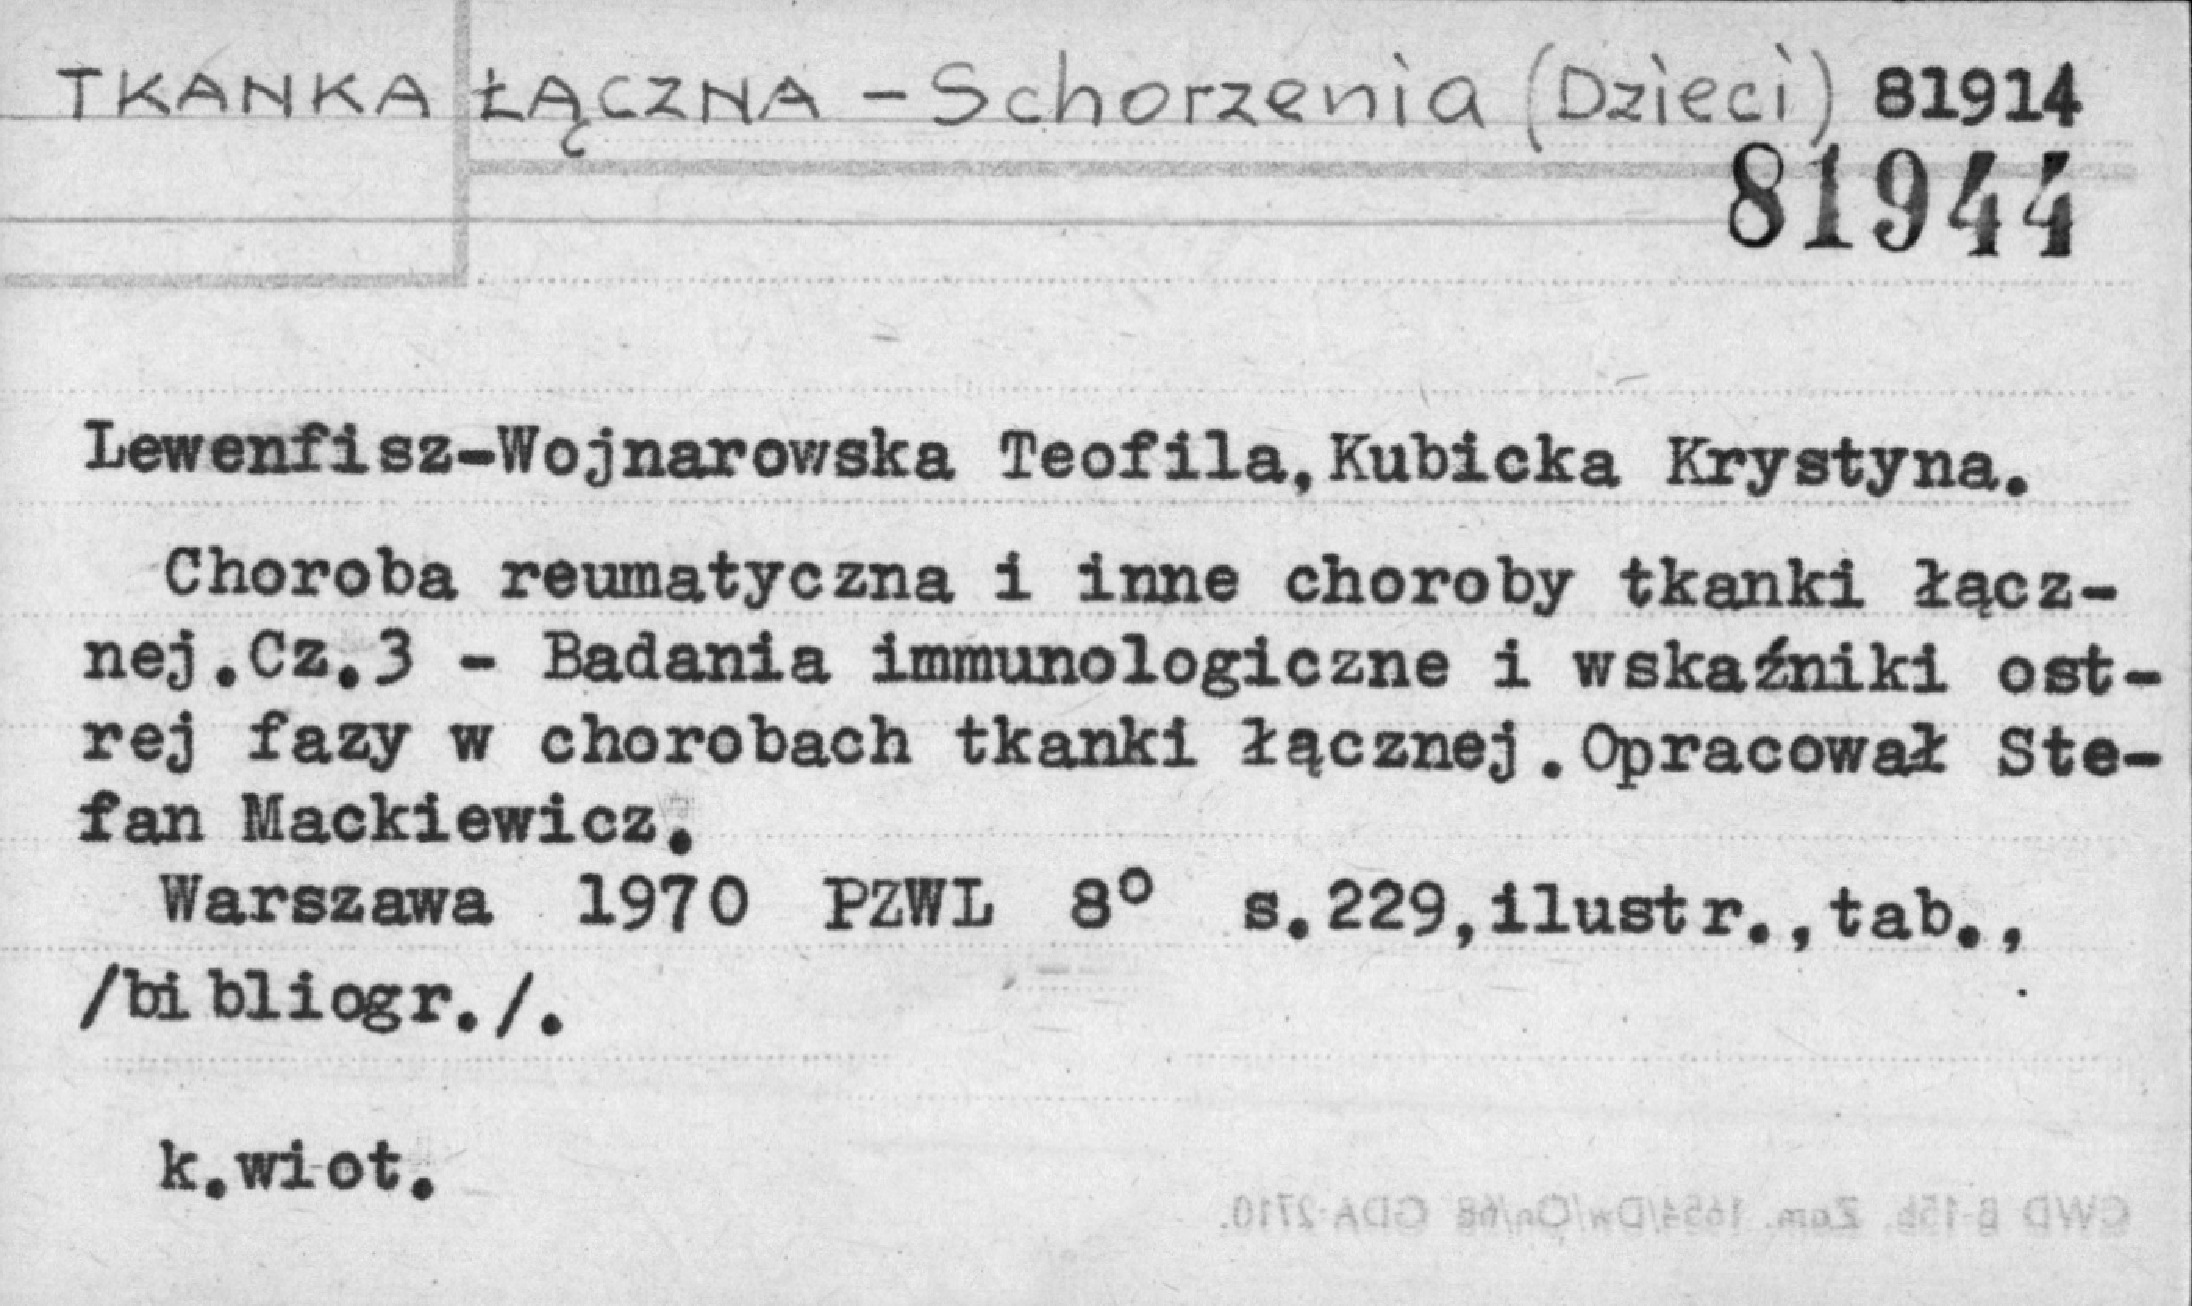 TKANKA ŁĄCZNA - Schorzenia (Dzieci) 81914
81944
Lewenfisz-Wojnarowska Teofila, Kubicka Krystyna.
Choroba reumatyczna i inne choroby tkanki łącz-
nej. Cz.3 - Badania immunologiczne i wskaźniki ost-
rej fazy w chorobach tkanki łącznej. Opracował Ste-
fan Mackiewicz.
Warszawa 1970 PZWL 8° s.229, ilustr., tab.,
/bibliogr./.
k.wiot.